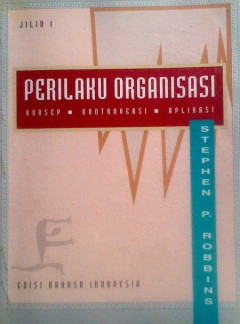 JILID 1
PERILAKU ORGANISASI
KONSEP ▪ KONTROVERSI ▪ APLIKASI
STEPHEN P. ROBBINS
EDISI BAHASA INDONESIA